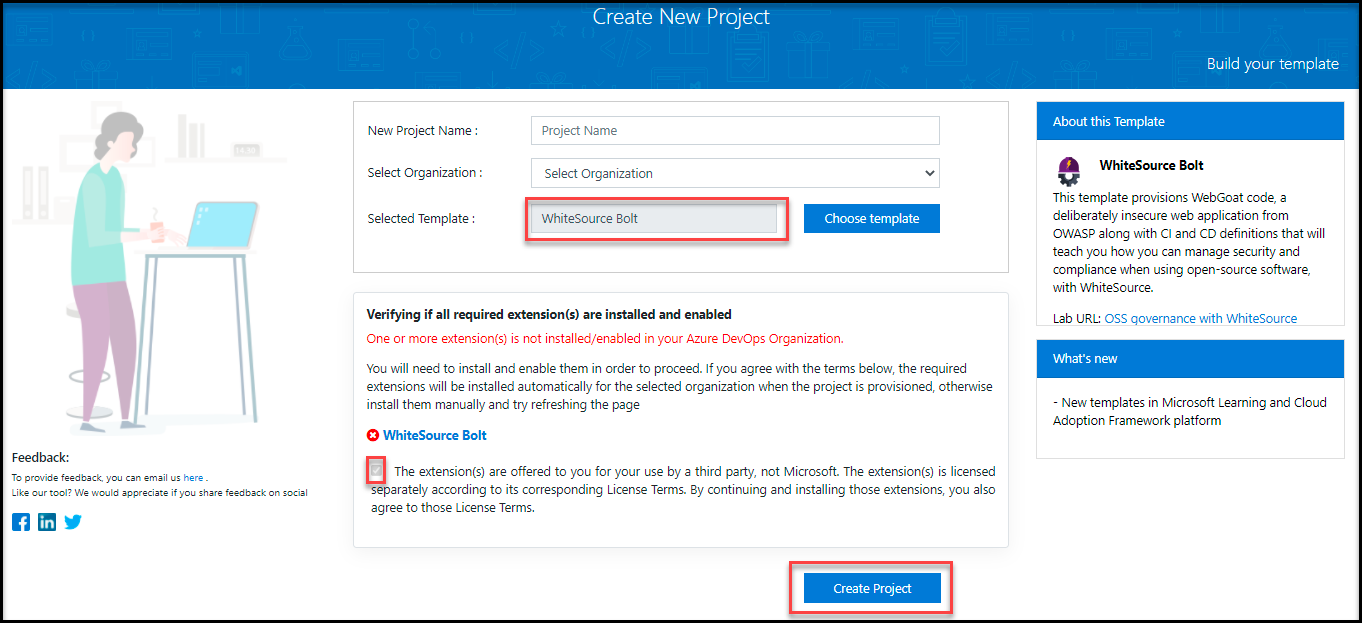 Create New Project
Build your template
New Project Name :
Project Name
Select Organization :
Select Organization
Selected Template :
WhiteSource Bolt
Choose template
Verifying if all required extension(s) are installed and enabled
One or more extension(s) is not installed/enabled in your Azure DevOps Organization.
You will need to install and enable them in order to proceed. If you agree with the terms below, the required
extensions will be installed automatically for the selected organization when the project is provisioned, otherwise
install them manually and try refreshing the page
WhiteSource Bolt
The extension(s) are offered to you for your use by a third party, not Microsoft. The extension(s) is licensed
separately according to its corresponding License Terms. By continuing and installing those extensions, you also
agree to those License Terms.
Create Project
About this Template
WhiteSource Bolt
This template provisions WebGoat code, a
deliberately insecure web application from
OWASP along with CI and CD definitions that will
teach you how you can manage security and
compliance when using open-source software,
with WhiteSource.
Lab URL: OSS governance with WhiteSource
What's new
- New templates in Microsoft Learning and Cloud
Adoption Framework platform
Feedback:
To provide feedback, you can email us here .
Like our tool? We would appreciate if you share feedback on social